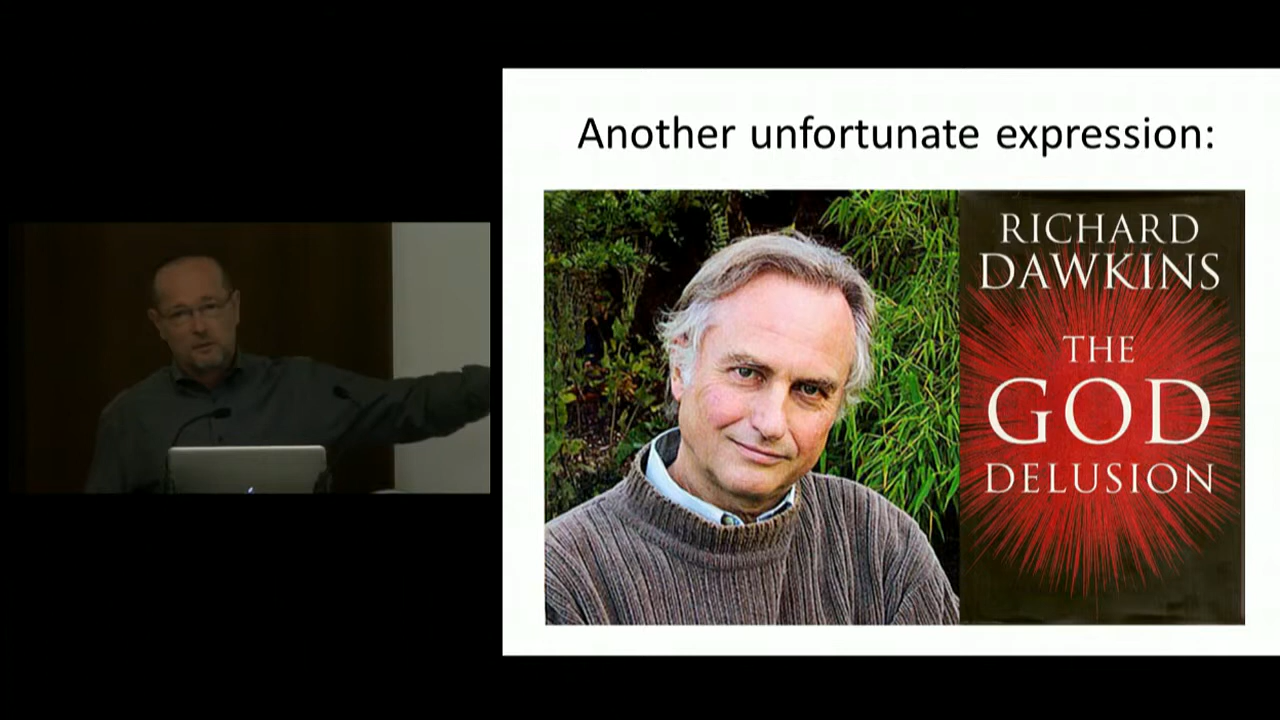 Another unfortunate expression:
RICHARD
DAWKINS
THE
GOD
DELUSION